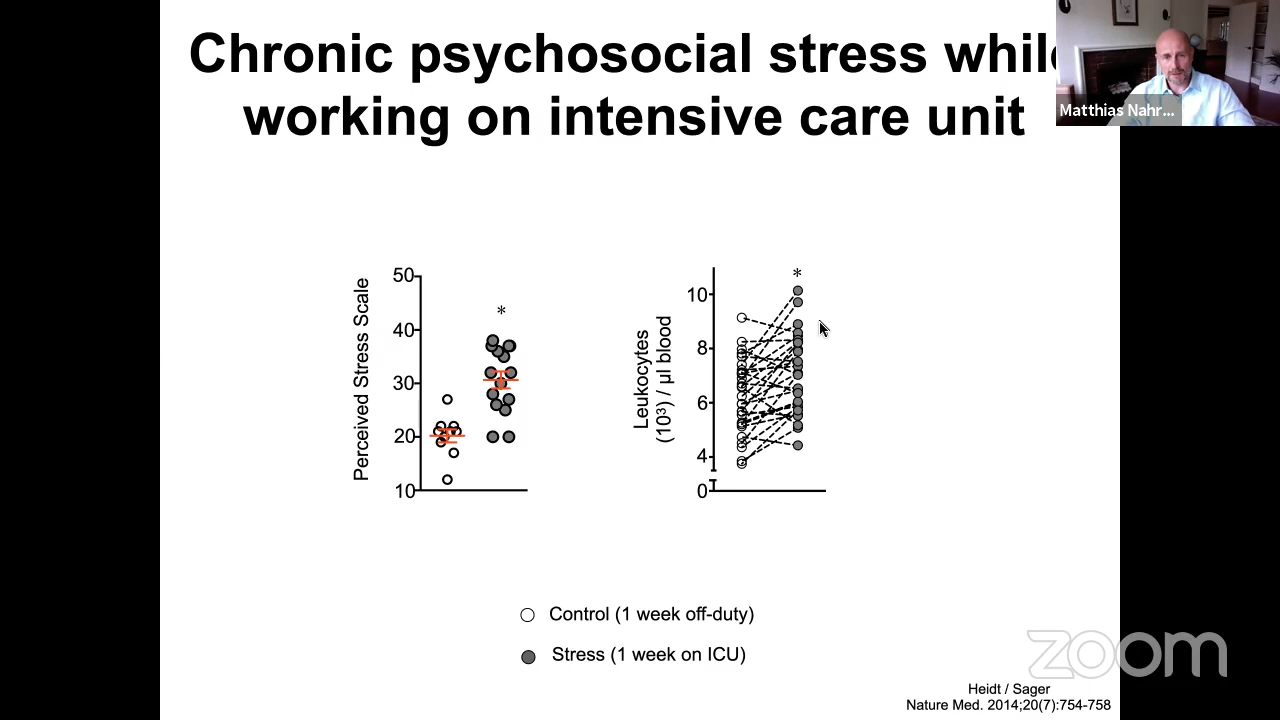 Chronic psychosocial stress while
working on intensive care unit
Matthias Nahr...
Perceived Stress Scale
50
40
30
20
10
*
Leukocytes
(10³) / µl blood
10
8
6
4
0
*
Control (1 week off-duty)
Stress (1 week on ICU)
zoom
Heidt / Sager
Nature Med. 2014;20(7):754-758